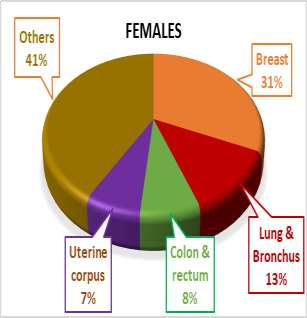 FEMALES
Others
41%
Breast
31%
Lung &
Bronchus
13%
Colon &
rectum
8%
Uterine
corpus
7%